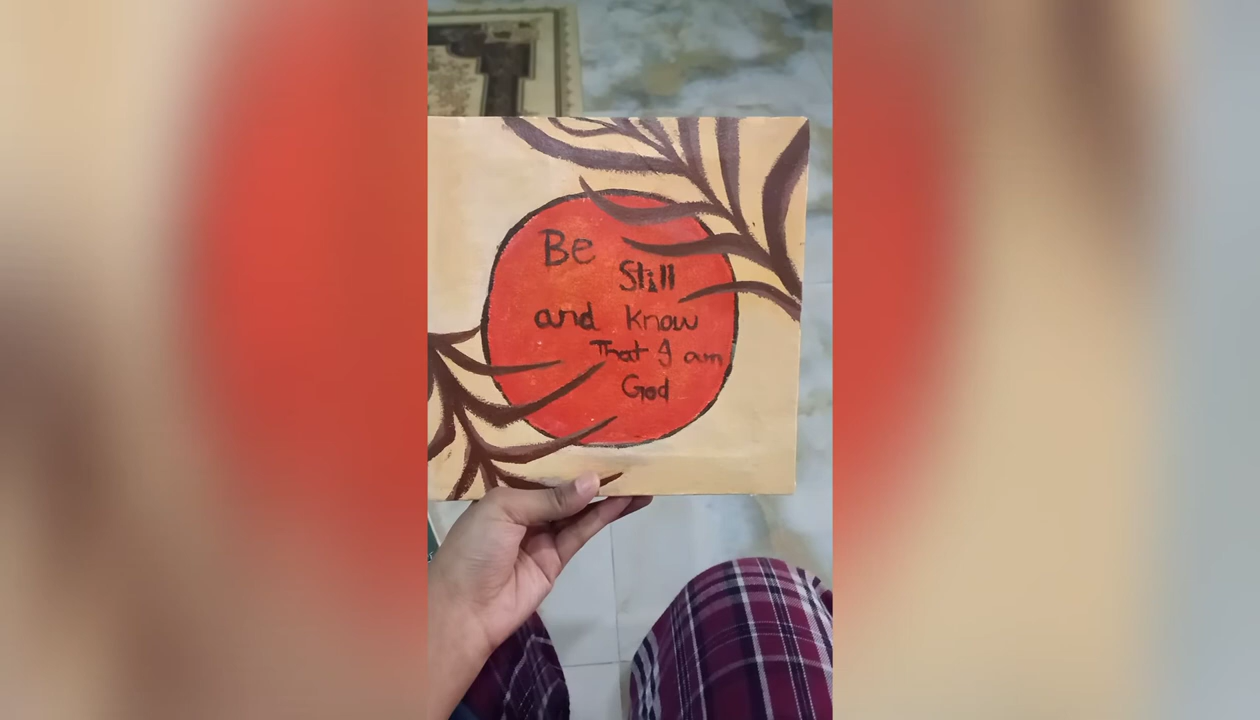 Be
Still
and know
That I am
God